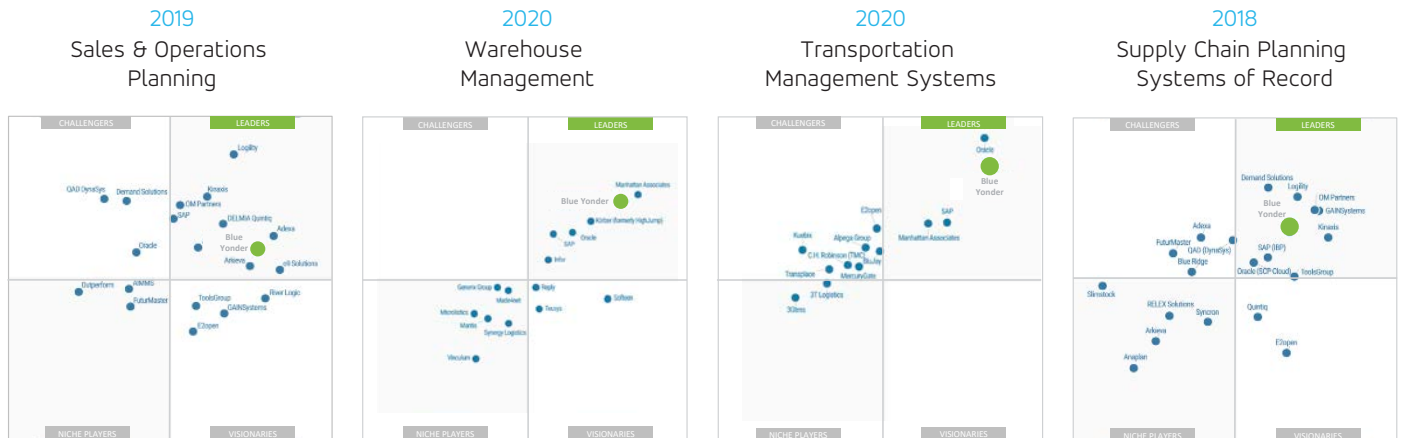 2019
Sales & Operations
Planning
CHALLENGERS
LEADERS
Logility
QAD DynaSys
Demand Solutions
Kinaxis
OM Partners
SAP
DELMIA Quintiq
Blue
Yonder
Adexa
Oracle
Arkieva
o9 Solutions
Outperform
AIMMS
FuturMaster
ToolsGroup
River Logic
GAINSystems
E2open
NICHE PLAYERS
VISIONARIES
2020
Warehouse
Management
CHALLENGERS
LEADERS
Manhattan Associates
Blue Yonder
Körber (formerly HighJump)
Oracle
SAP
Infor
Generix Group
Made4net
Reply
Softeon
Microlistics
Tecsys
Mantis
Synergy Logistics
Vinculum
NICHE PLAYERS
VISIONARIES
2020
Transportation
Management Systems
CHALLENGERS
LEADERS
Oracle
Blue
Yonder
E2open
SAP
Manhattan Associates
Kuebix
Alpega Group
C.H. Robinson (TMC)
BluJay
Transplace
MercuryGate
3T Logistics
3Gtms
NICHE PLAYERS
VISIONARIES
2018
Supply Chain Planning
Systems of Record
CHALLENGERS
LEADERS
Demand Solutions
Logility
Blue
Yonder
OM Partners
GAINSystems
Adexa
Kinaxis
FuturMaster
QAD (DynaSys)
SAP (IBP)
Blue Ridge
Oracle (SCP Cloud)
ToolsGroup
Slimstock
RELEX Solutions
Syncron
Quintiq
Arkieva
E2open
Anaplan
NICHE PLAYERS
VISIONARIES